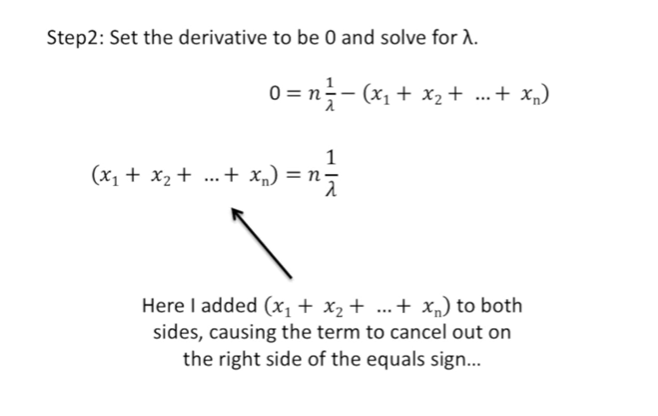 Step2: Set the derivative to be 0 and solve for λ.
0 = n 1/λ − (x₁ + x₂ + ...+ xₙ)
(x₁ + x₂ + ...+ xₙ) = n 1/λ
Here I added (x₁ + x₂ + ...+ xₙ) to both
sides, causing the term to cancel out on
the right side of the equals sign...